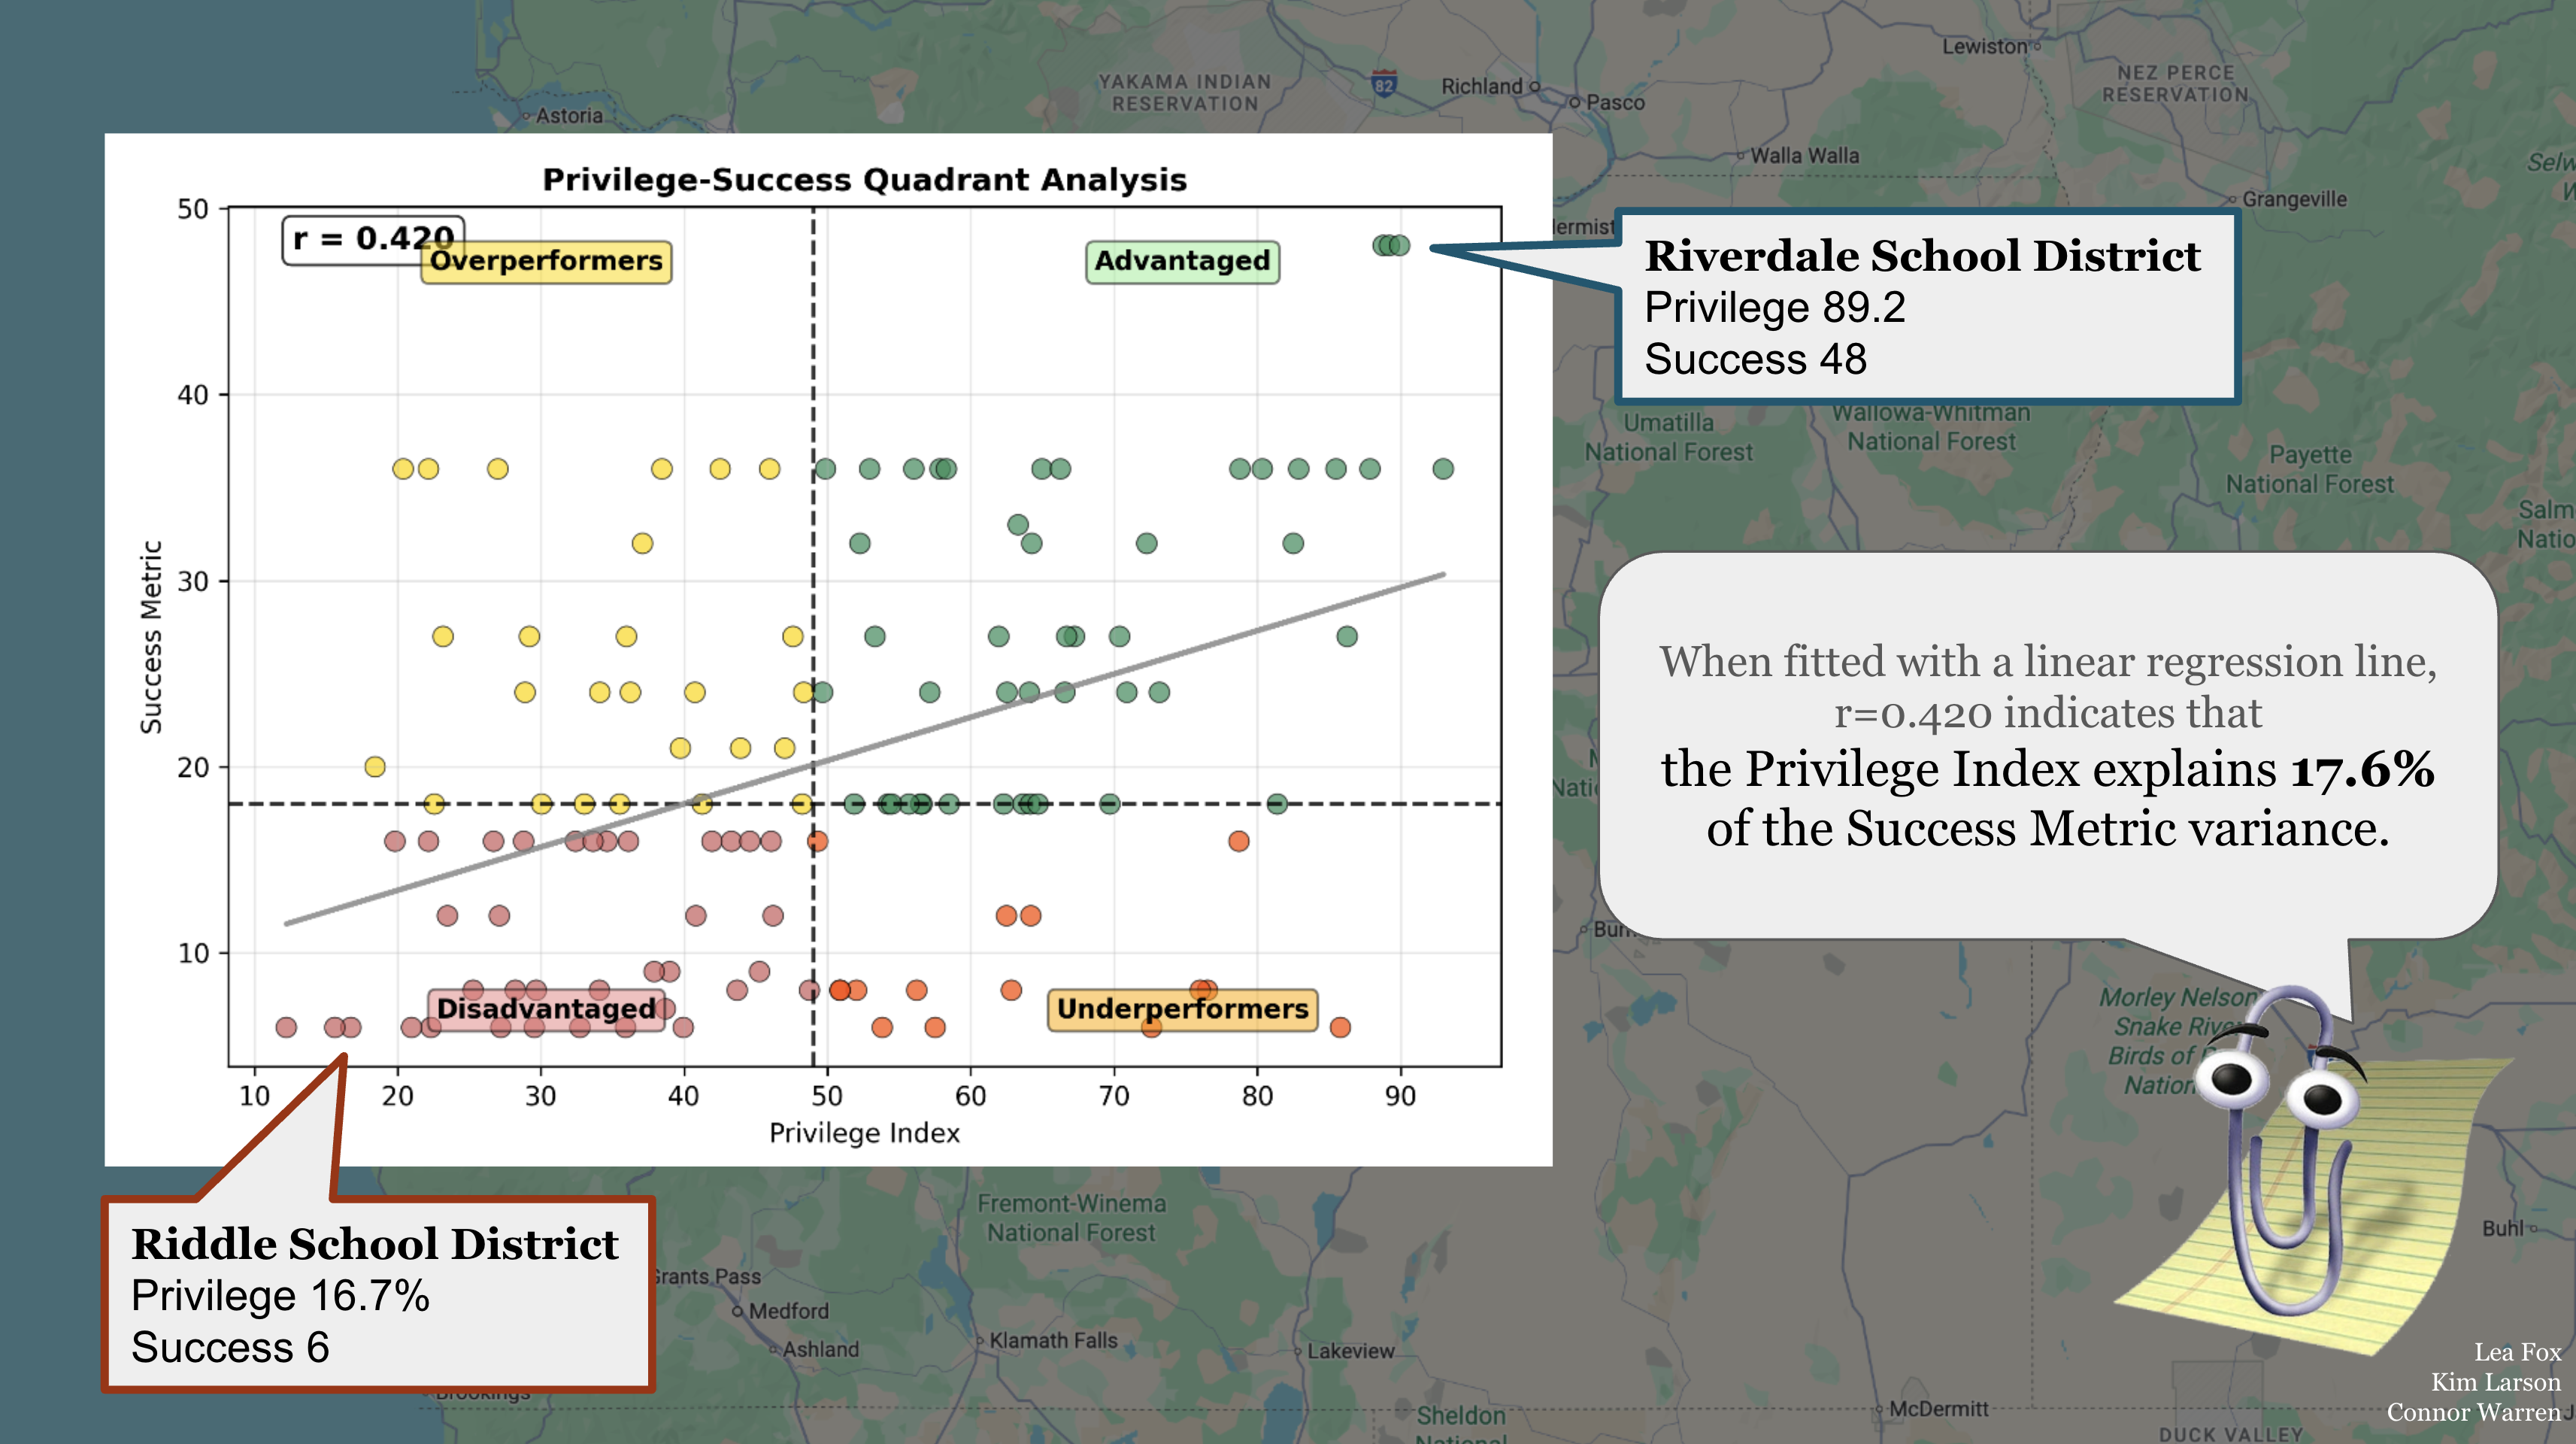 Lewiston
YAKAMA INDIAN
RESERVATION
82
Richland
NEZ PERCE
RESERVATION
Astoria
Pasco
Walla Walla
Grangeville
Privilege-Success Quadrant Analysis
r = 0.420
Overperformers
Advantaged
Disadvantaged
Underperformers
Success Metric
50
40
30
20
10
10 20 30 40 50 60 70 80 90
Privilege Index
Riverdale School District
Privilege 89.2
Success 48
Umatilla
National Forest
Wallowa-Whitman
National Forest
Payette
National Forest
When fitted with a linear regression line,
r=0.420 indicates that
the Privilege Index explains 17.6%
of the Success Metric variance.
Morley Nelson
Snake River
Birds of
Riddle School District
Privilege 16.7%
Success 6
Fremont-Winema
National Forest
Grants Pass
Medford
Ashland
Klamath Falls
Lakeview
Brookings
Buhl
Sheldon
McDermitt
DUCK VALLEY
Lea Fox
Kim Larson
Connor Warren